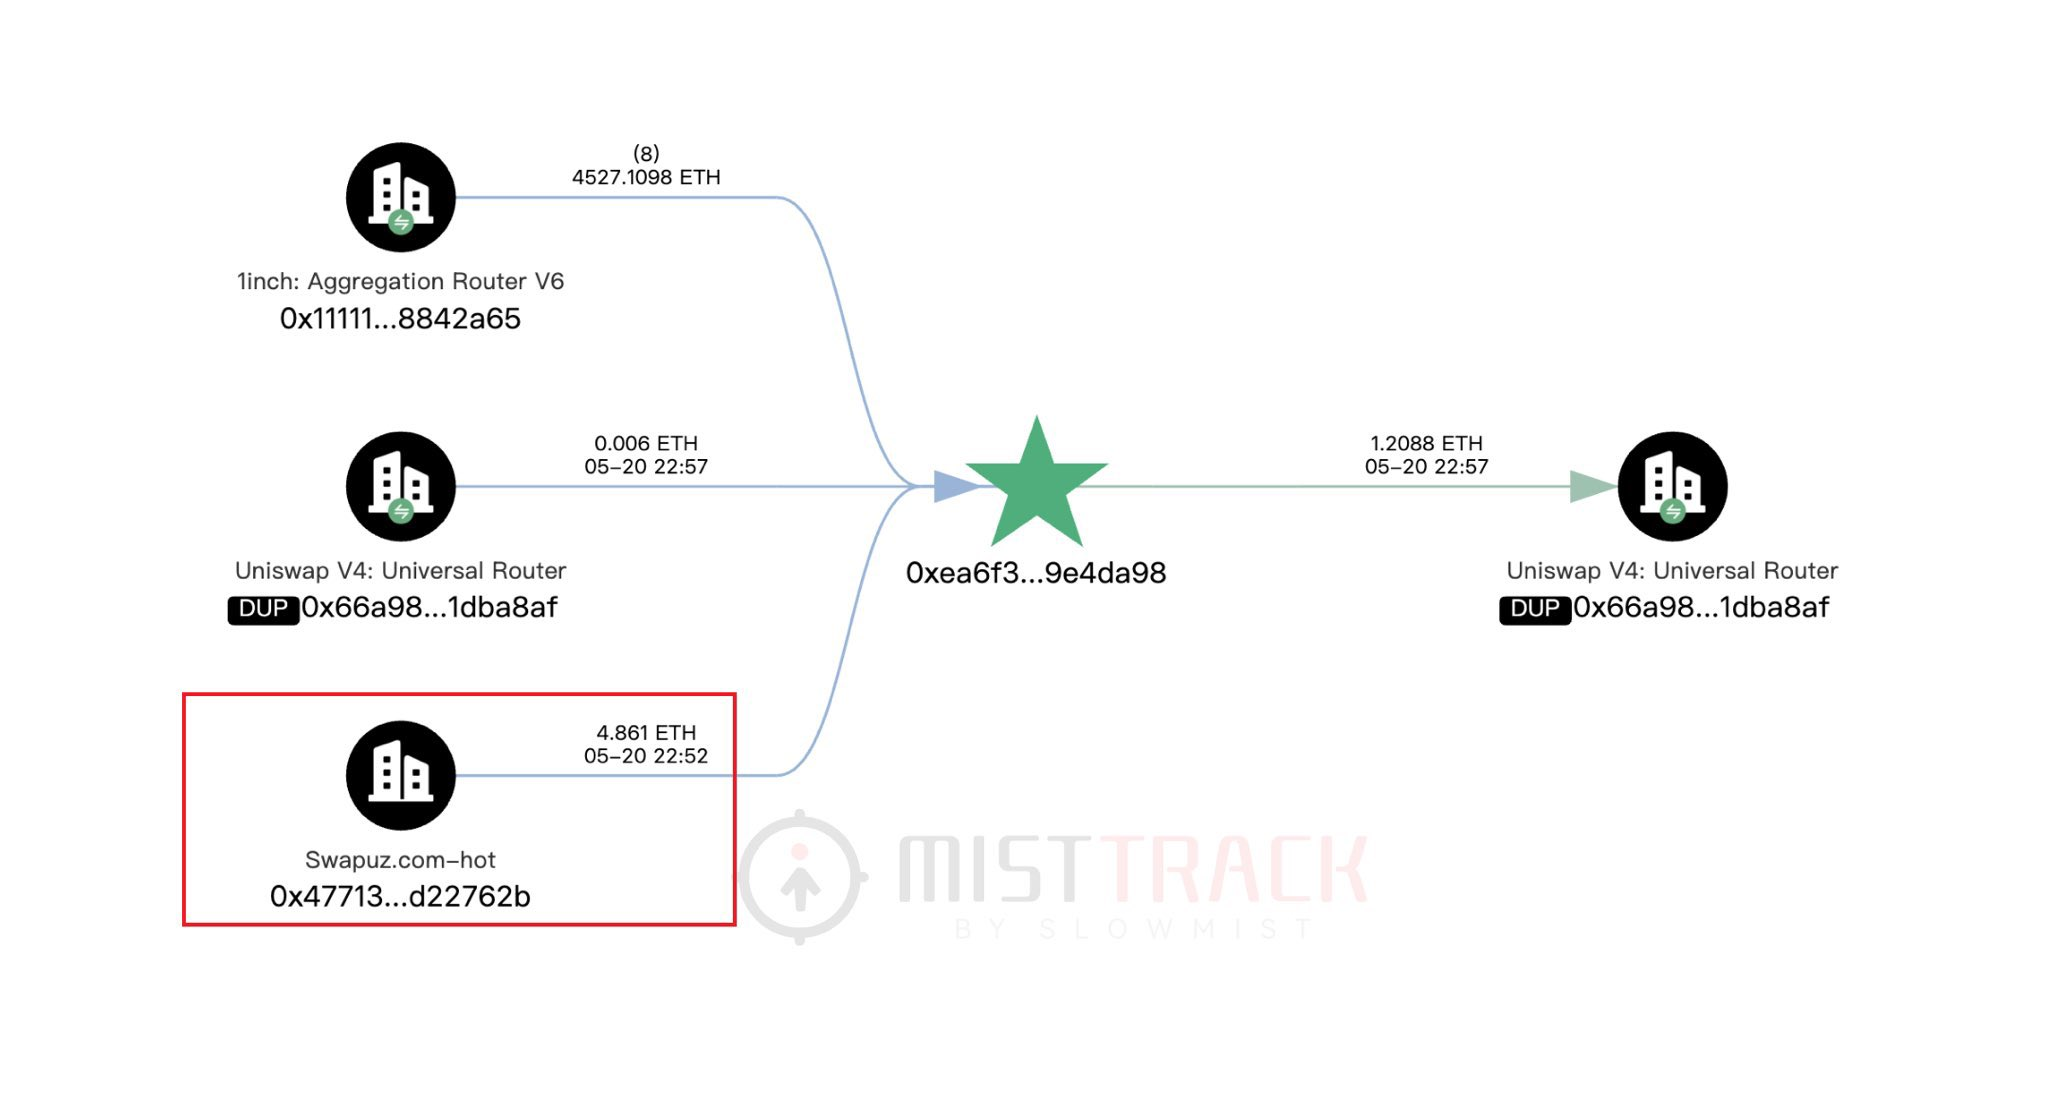 (8)
4527.1098 ETH
1inch: Aggregation Router V6
0x11111...8842a65
0.006 ETH
05-20 22:57
Uniswap V4: Universal Router
DUP 0x66a98...1dba8af
0xea6f3...9e4da98
1.2088 ETH
05-20 22:57
Uniswap V4: Universal Router
DUP 0x66a98...1dba8af
4.861 ETH
05-20 22:52
Swapuz.com-hot
0x47713...d22762b
MISTTRACK
BY SLOWMIST